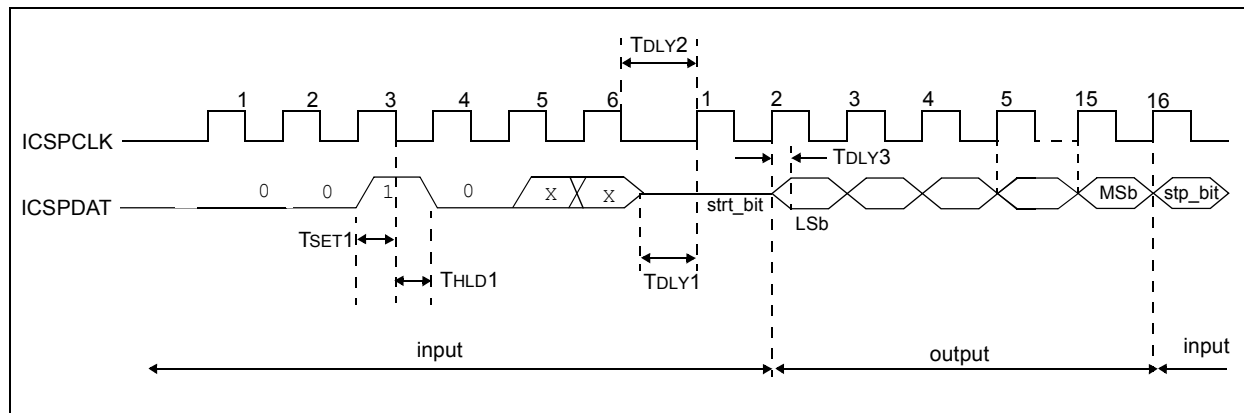 TDLY2
1 2 3 4 5 6 1 2 3 4 5 15 16
ICSPCLK
TDLY3
0 0 1 0 x x
ICSPDAT
strt_bit
LSb
MSb
stp_bit
TSET1
THLD1
TDLY1
input
output
input